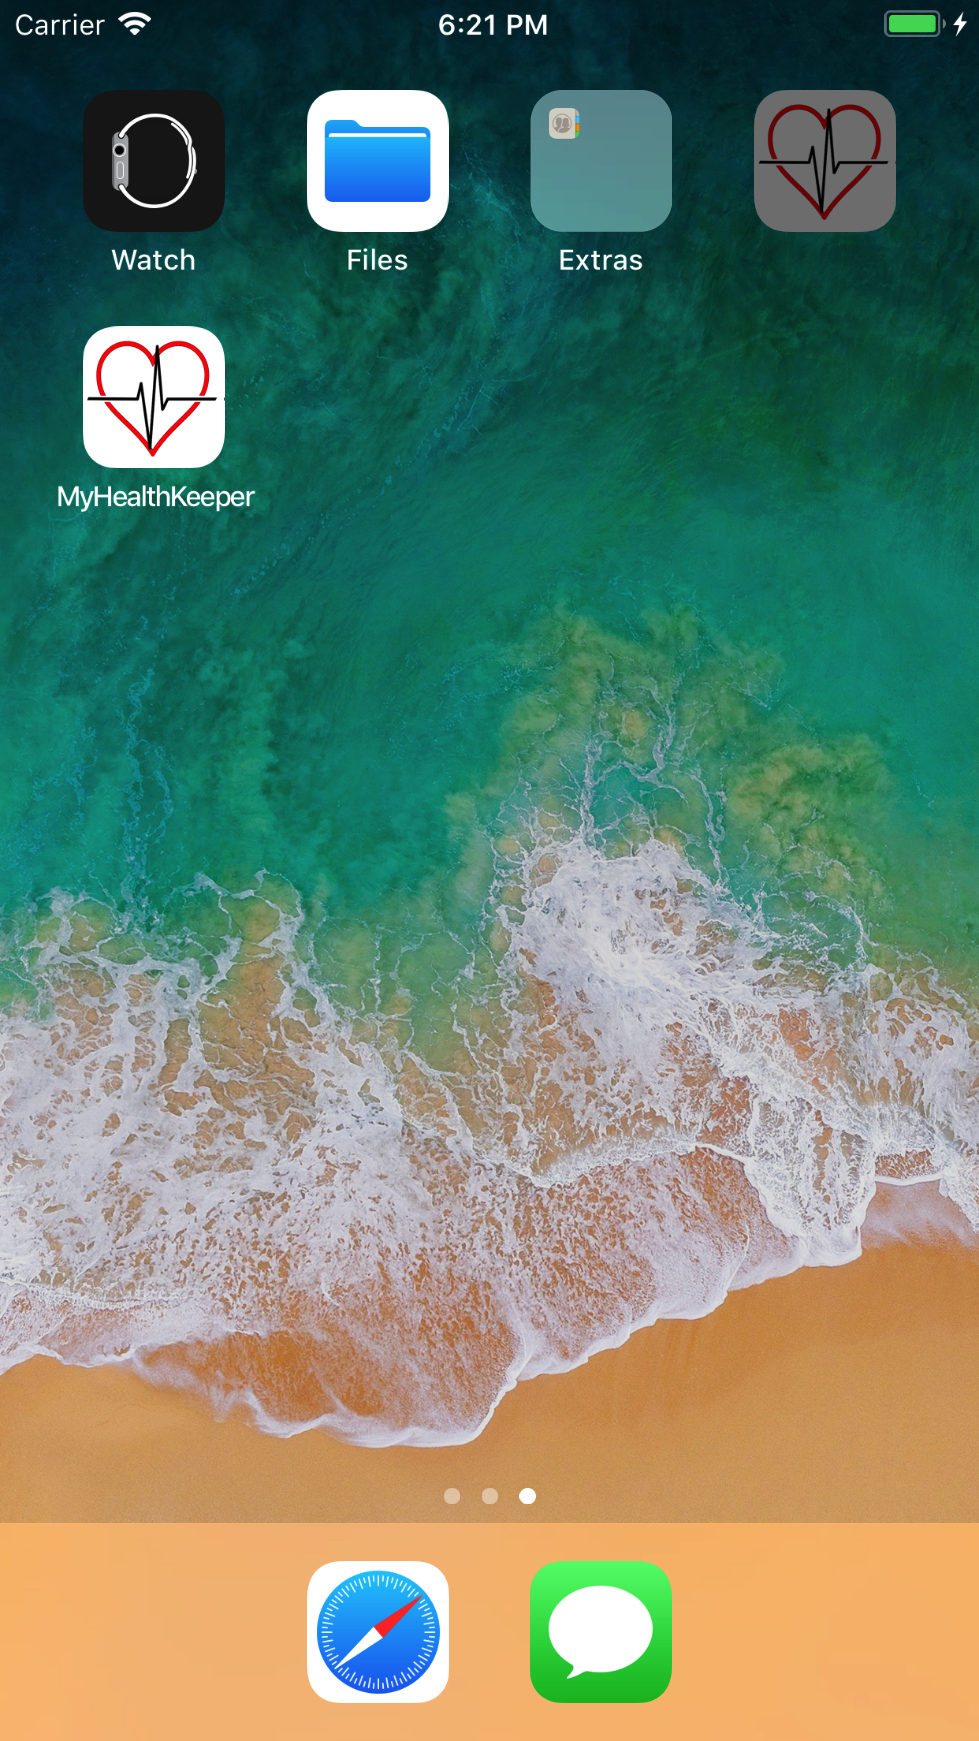 Carrier 6:21 PM
Watch Files Extras
MyHealthKeeper